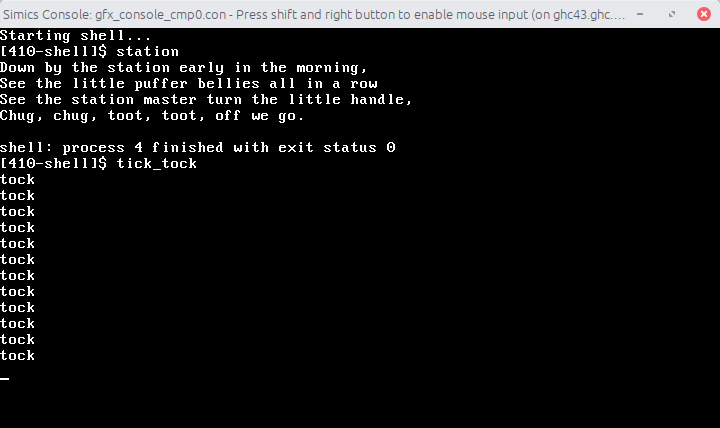 Simics Console: gfx_console_cmp0.con - Press shift and right button to enable mouse input (on ghc43.ghc....
Starting shell...
[410-shell]$ station
Down by the station early in the morning,
See the little puffer bellies all in a row
See the station master turn the little handle,
Chug, chug, toot, toot, off we go.
shell: process 4 finished with exit status 0
[410-shell]$ tick_tock
tock
tock
tock
tock
tock
tock
tock
tock
tock
tock
tock
tock